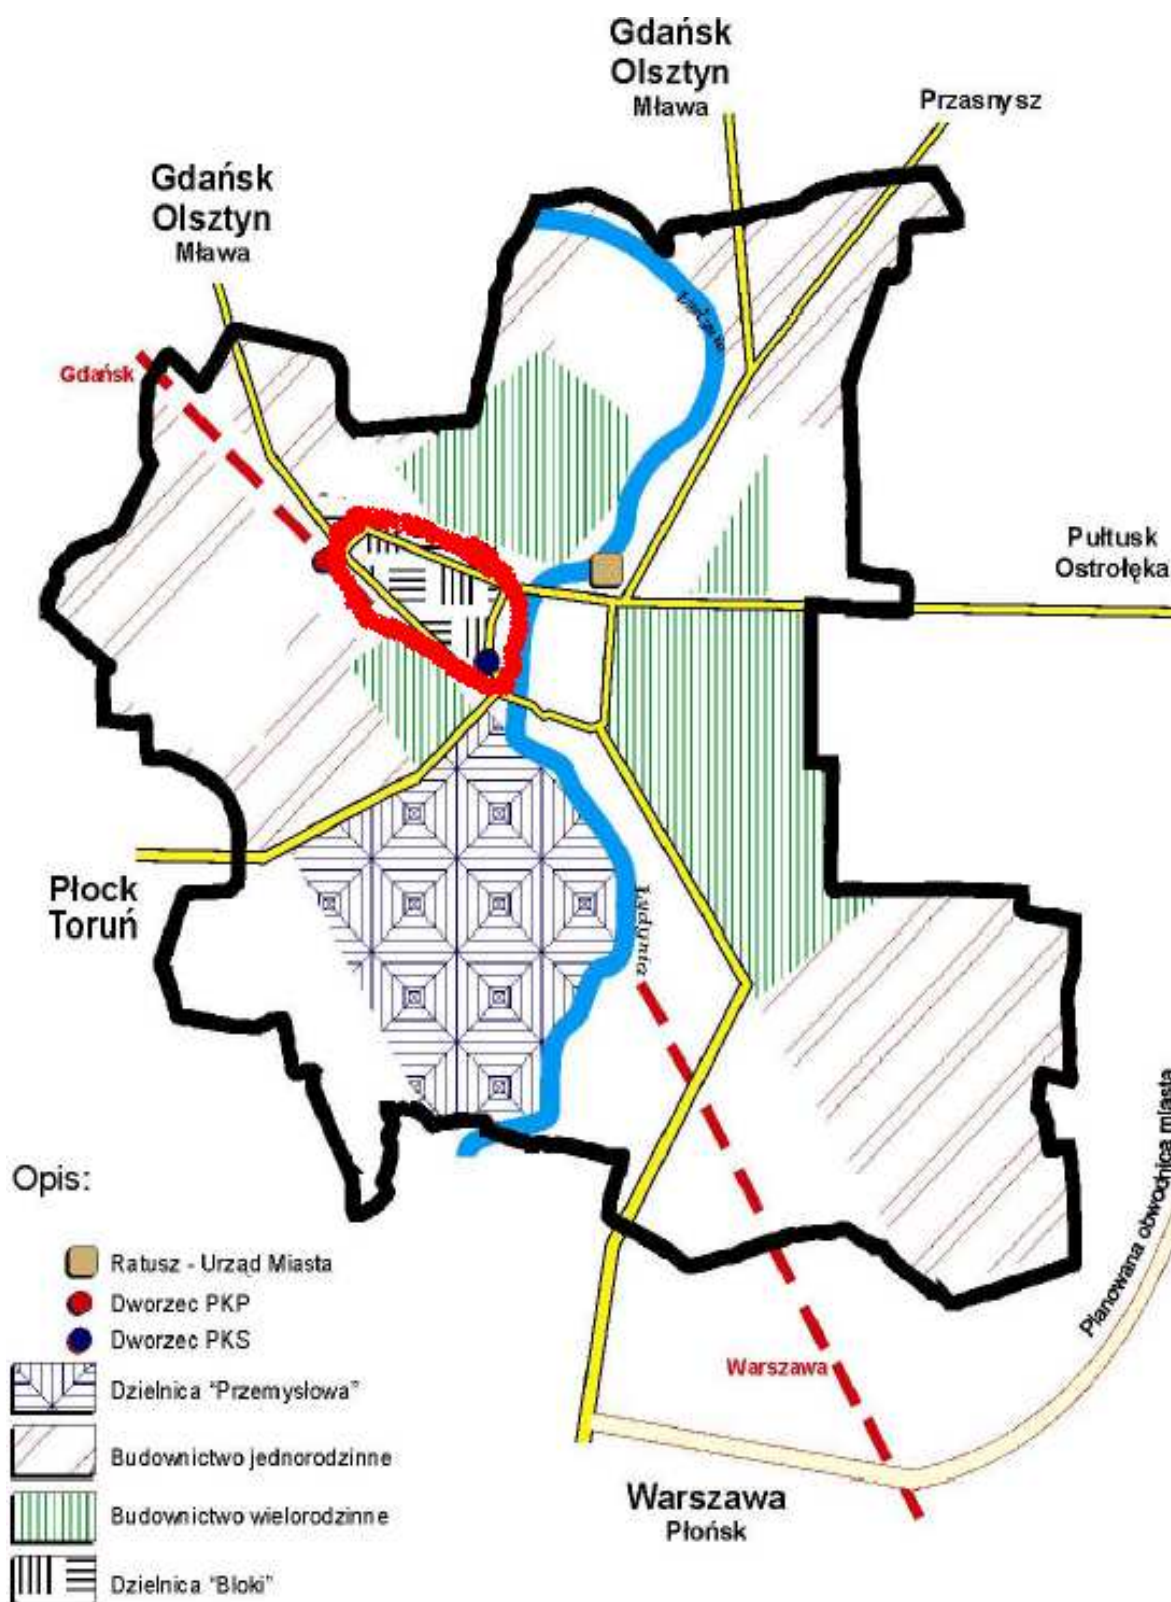 Gdańsk
Olsztyn
Mława
Przasnysz
Gdańsk
Olsztyn
Mława
Łydynia
Gdańsk
Pułtusk
Ostrołęka
Płock
Toruń
Łydynia
Planowana obwodnica miasta
Opis:
Ratusz - Urząd Miasta
Dworzec PKP
Dworzec PKS
Dzielnica "Przemysłowa"
Budownictwo jednorodzinne
Budownictwo wielorodzinne
Dzielnica "Bloki"
Warszawa
Warszawa
Płońsk